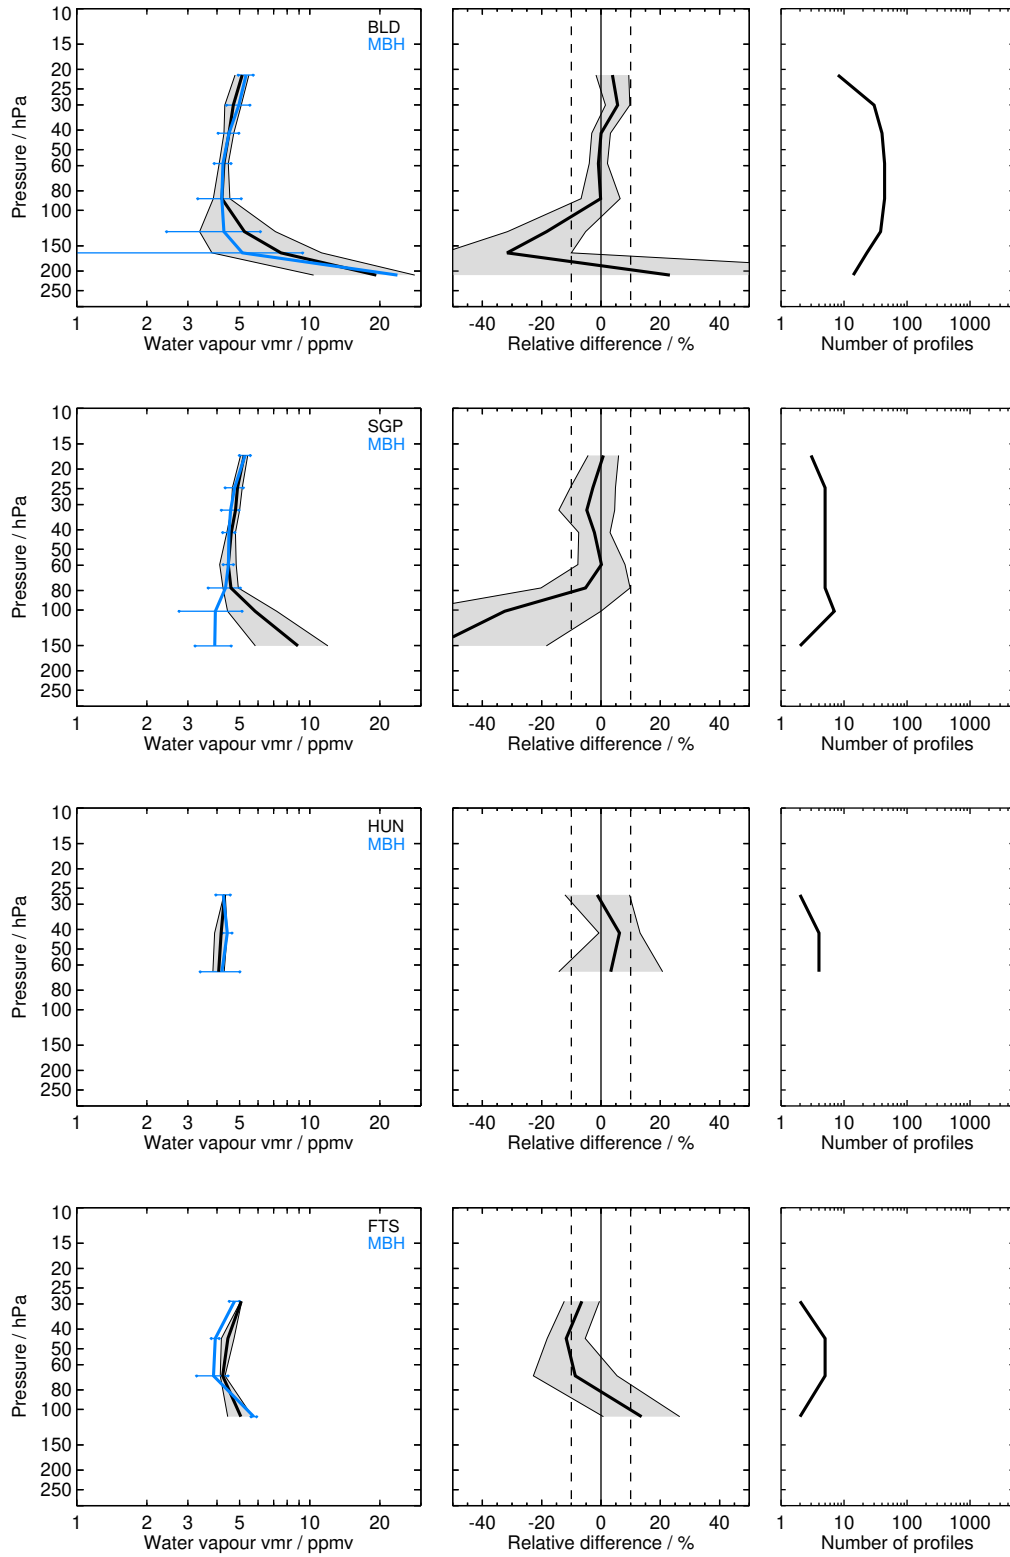 10
15
20
25
30
40
60
80
100
150
200
250
Pressure / hPa
BLD
MBH
1 2 3 5 10 20
Water vapour vmr / ppmv
-40 -20 0 20 40
Relative difference / %
1 10 100 1000
Number of profiles
10
15
20
25
30
40
50
60
80
100
150
200
250
Pressure / hPa
SGP
MBH
1 2 3 5 10 20
Water vapour vmr / ppmv
-40 -20 0 20 40
Relative difference / %
1 10 100 1000
Number of profiles
10
15
20
25
30
40
50
60
80
100
150
200
250
Pressure / hPa
HUN
MBH
1 2 3 5 10 20
Water vapour vmr / ppmv
-40 -20 0 20 40
Relative difference / %
1 10 100 1000
Number of profiles
10
15
20
25
30
40
50
60
80
100
150
200
250
Pressure / hPa
FTS
MBH
1 2 3 5 10 20
Water vapour vmr / ppmv
-40 -20 0 20 40
Relative difference / %
1 10 100 1000
Number of profiles